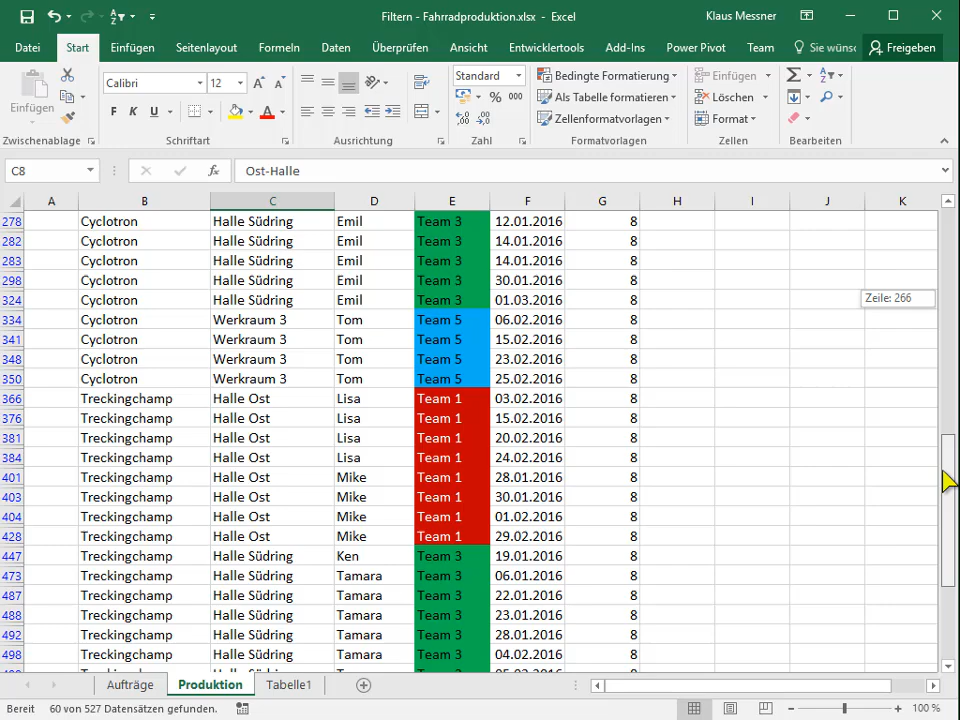 Filtern - Fahrradproduktion.xlsx - Excel
Klaus Messner
Datei Start Einfügen Seitenlayout Formeln Daten Überprüfen Ansicht Entwicklertools Add-Ins Power Pivot Team Sie wünsc Freigeben
Einfügen
Zwischenablage
Calibri 12
F K U
Schriftart
Ausrichtung
Standard
% 000
Zahl
Bedingte Formatierung
Als Tabelle formatieren
Zellenformatvorlagen
Formatvorlagen
Einfügen
Löschen
Format
Zellen
Bearbeiten
C8 fx Ost-Halle
A B C D E F G H I J K
278 Cyclotron Halle Südring Emil Team 3 12.01.2016 8
282 Cyclotron Halle Südring Emil Team 3 14.01.2016 8
283 Cyclotron Halle Südring Emil Team 3 14.01.2016 8
298 Cyclotron Halle Südring Emil Team 3 30.01.2016 8
324 Cyclotron Halle Südring Emil Team 3 01.03.2016 8
Zeile: 266
334 Cyclotron Werkraum 3 Tom Team 5 06.02.2016 8
341 Cyclotron Werkraum 3 Tom Team 5 15.02.2016 8
348 Cyclotron Werkraum 3 Tom Team 5 23.02.2016 8
350 Cyclotron Werkraum 3 Tom Team 5 25.02.2016 8
366 Treckingchamp Halle Ost Lisa Team 1 03.02.2016 8
376 Treckingchamp Halle Ost Lisa Team 1 15.02.2016 8
381 Treckingchamp Halle Ost Lisa Team 1 20.02.2016 8
384 Treckingchamp Halle Ost Lisa Team 1 24.02.2016 8
401 Treckingchamp Halle Ost Mike Team 1 28.01.2016 8
403 Treckingchamp Halle Ost Mike Team 1 30.01.2016 8
404 Treckingchamp Halle Ost Mike Team 1 01.02.2016 8
428 Treckingchamp Halle Ost Mike Team 1 29.02.2016 8
447 Treckingchamp Halle Südring Ken Team 3 19.01.2016 8
473 Treckingchamp Halle Südring Tamara Team 3 06.01.2016 8
487 Treckingchamp Halle Südring Tamara Team 3 22.01.2016 8
488 Treckingchamp Halle Südring Tamara Team 3 23.01.2016 8
492 Treckingchamp Halle Südring Tamara Team 3 28.01.2016 8
498 Treckingchamp Halle Südring Tamara Team 3 04.02.2016 8
Aufträge Produktion Tabelle1
Bereit 60 von 527 Datensätzen gefunden. 100 %